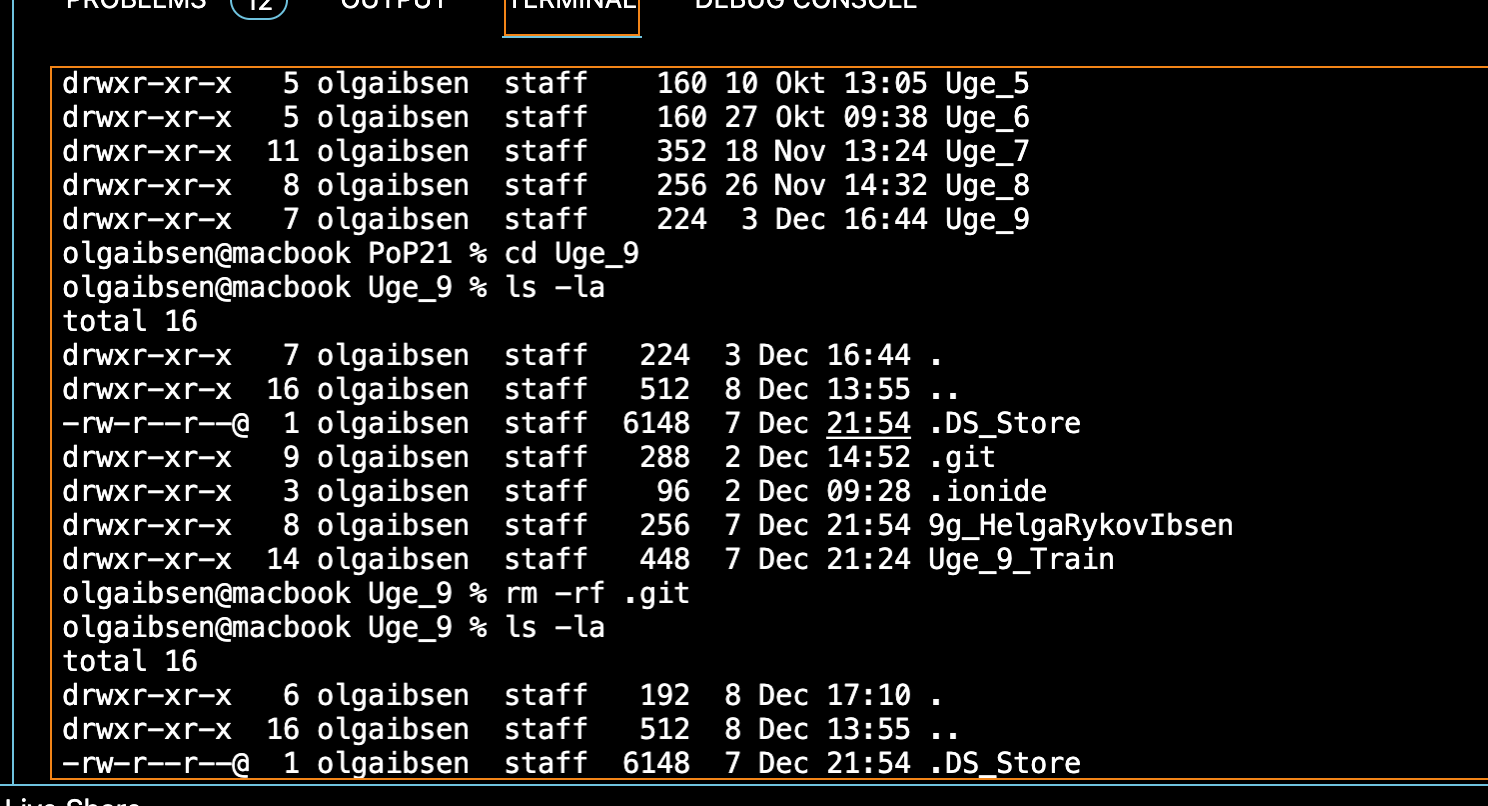 PROBLEMS 12 OUTPUT TERMINAL DEBUG CONSOLE
drwxr-xr-x   5 olgaibsen  staff    160 10 Okt 13:05 Uge_5
drwxr-xr-x   5 olgaibsen  staff    160 27 Okt 09:38 Uge_6
drwxr-xr-x  11 olgaibsen  staff    352 18 Nov 13:24 Uge_7
drwxr-xr-x   8 olgaibsen  staff    256 26 Nov 14:32 Uge_8
drwxr-xr-x   7 olgaibsen  staff    224  3 Dec 16:44 Uge_9
olgaibsen@macbook PoP21 % cd Uge_9
olgaibsen@macbook Uge_9 % ls -la
total 16
drwxr-xr-x   7 olgaibsen  staff   224  3 Dec 16:44 .
drwxr-xr-x  16 olgaibsen  staff   512  8 Dec 13:55 ..
-rw-r--r--@  1 olgaibsen  staff  6148  7 Dec 21:54 .DS_Store
drwxr-xr-x   9 olgaibsen  staff   288  2 Dec 14:52 .git
drwxr-xr-x   3 olgaibsen  staff    96  2 Dec 09:28 .ionide
drwxr-xr-x   8 olgaibsen  staff   256  7 Dec 21:54 9g_HelgaRykovIbsen
drwxr-xr-x  14 olgaibsen  staff   448  7 Dec 21:24 Uge_9_Train
olgaibsen@macbook Uge_9 % rm -rf .git
olgaibsen@macbook Uge_9 % ls -la
total 16
drwxr-xr-x   6 olgaibsen  staff   192  8 Dec 17:10 .
drwxr-xr-x  16 olgaibsen  staff   512  8 Dec 13:55 ..
-rw-r--r--@  1 olgaibsen  staff  6148  7 Dec 21:54 .DS_Store
Live Share